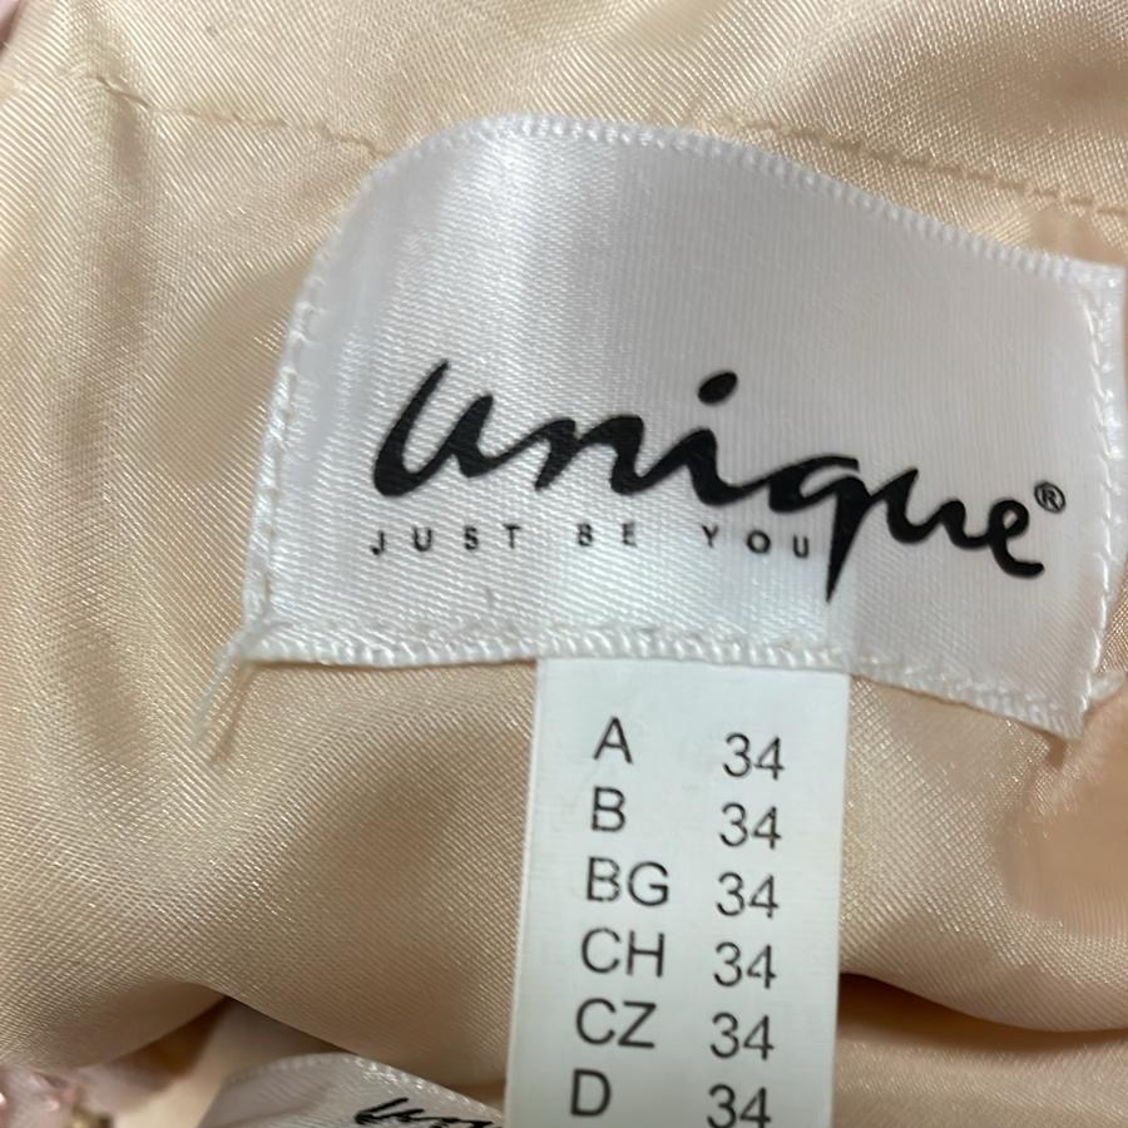 unique®
JUST BE YOU
A 34
B 34
BG 34
CH 34
CZ 34
D 34